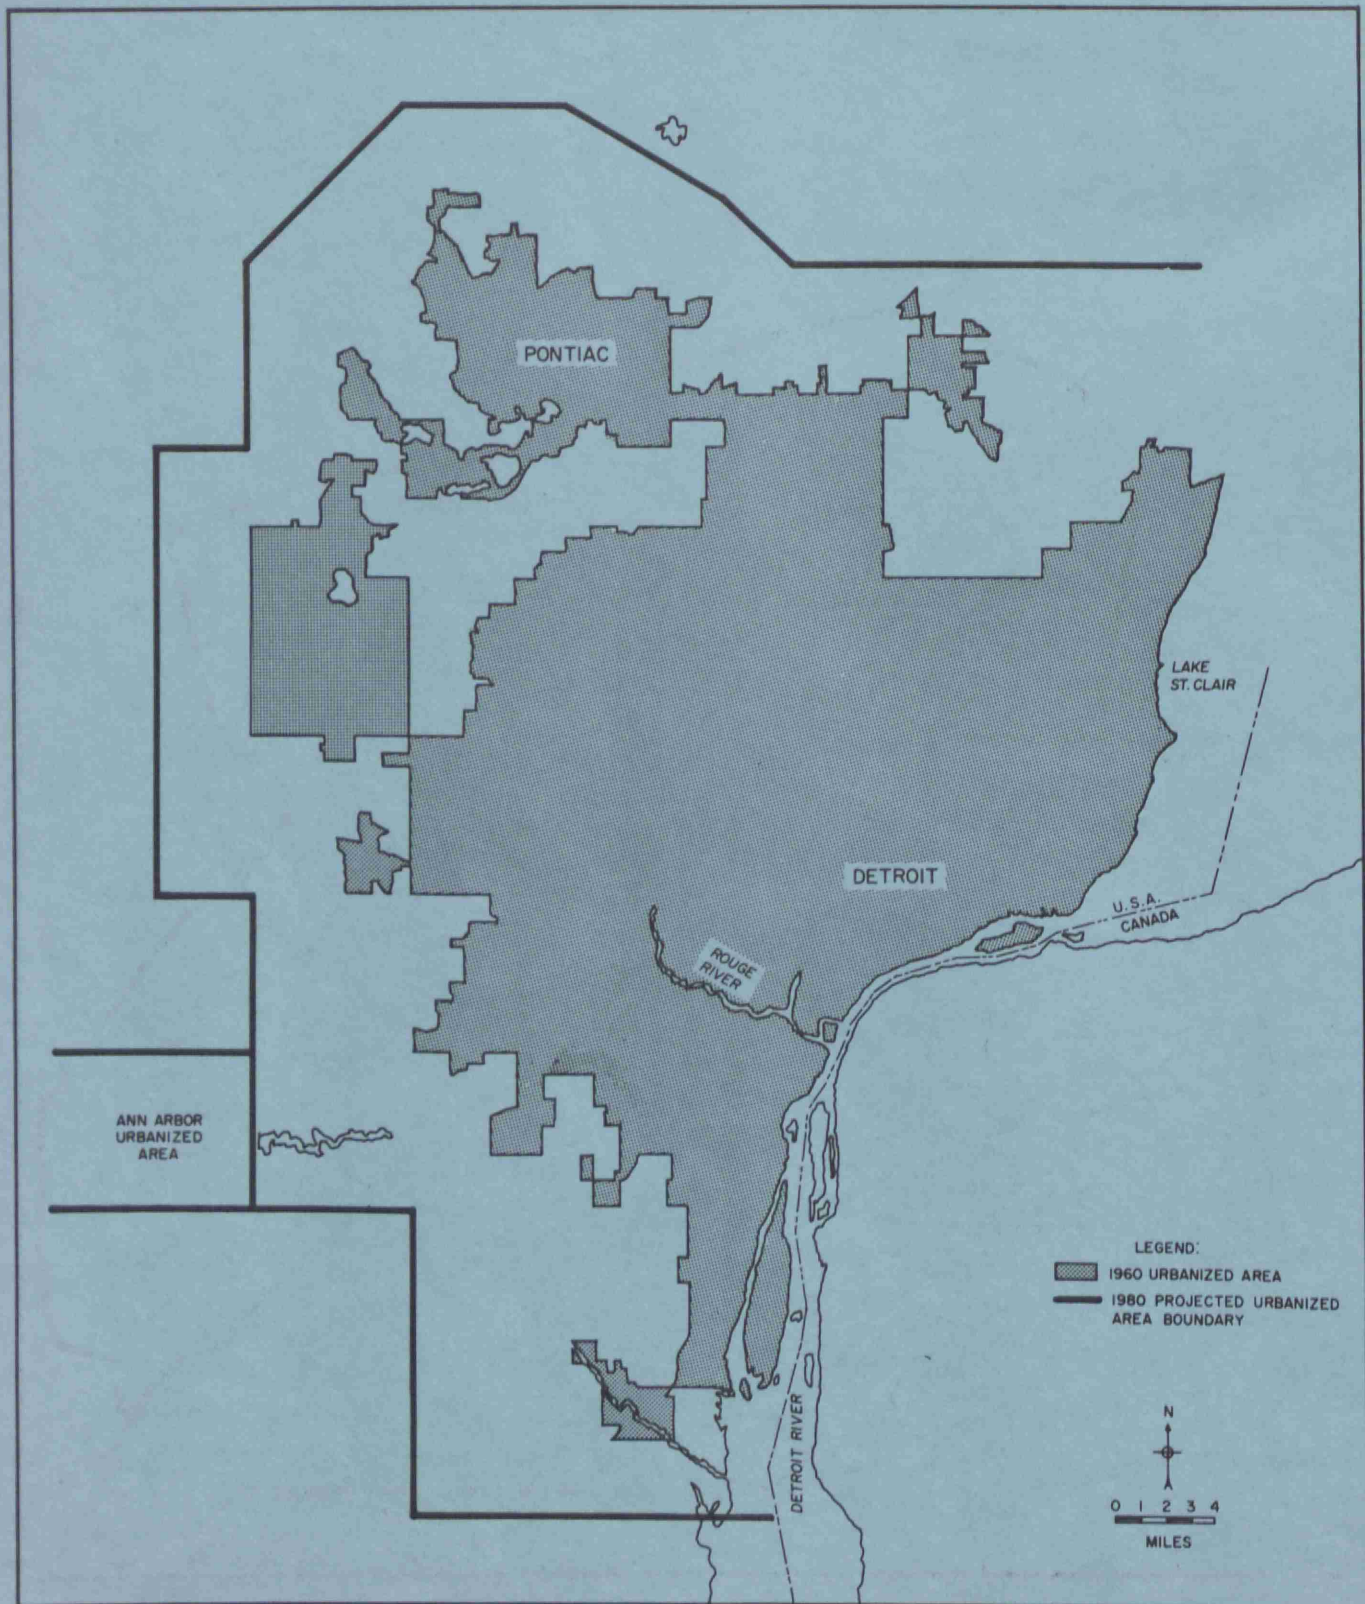 PONTIAC
LAKE
ST. CLAIR
DETROIT
U.S.A.
CANADA
ROUGE
RIVER
ANN ARBOR
URBANIZED
AREA
LEGEND:
1960 URBANIZED AREA
1980 PROJECTED URBANIZED
AREA BOUNDARY
DETROIT RIVER
N
0 1 2 3 4
MILES